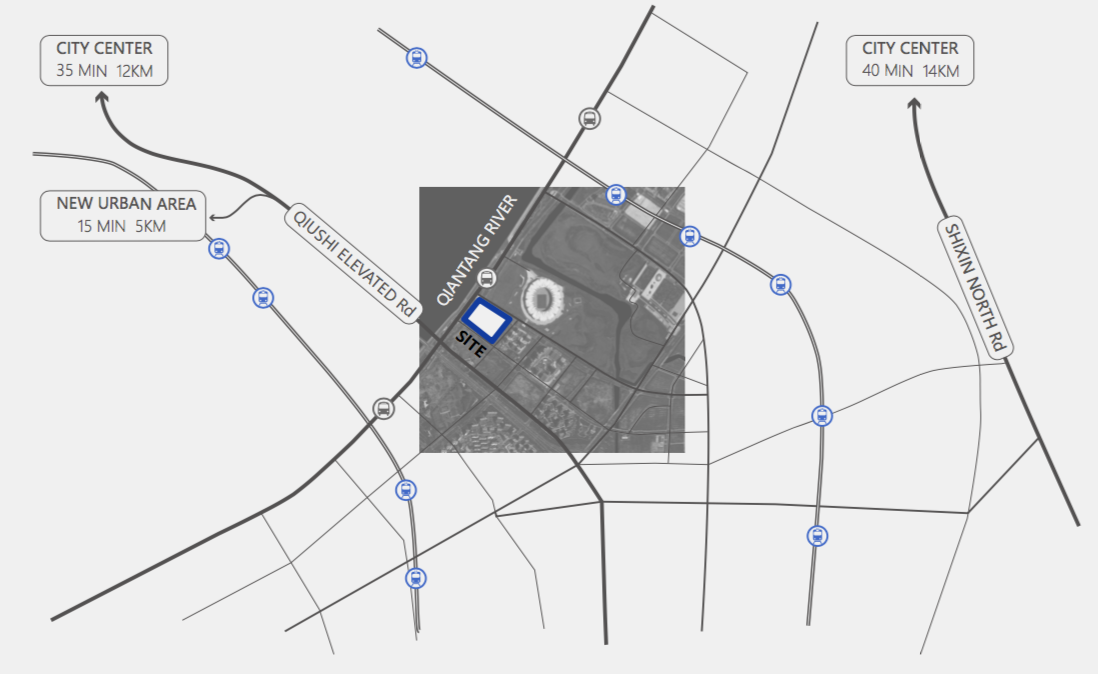 CITY CENTER
35 MIN 12KM
CITY CENTER
40 MIN 14KM
NEW URBAN AREA
15 MIN 5KM
QIUSHI ELEVATED Rd
QIANTANG RIVER
SITE
SHIXIN NORTH Rd